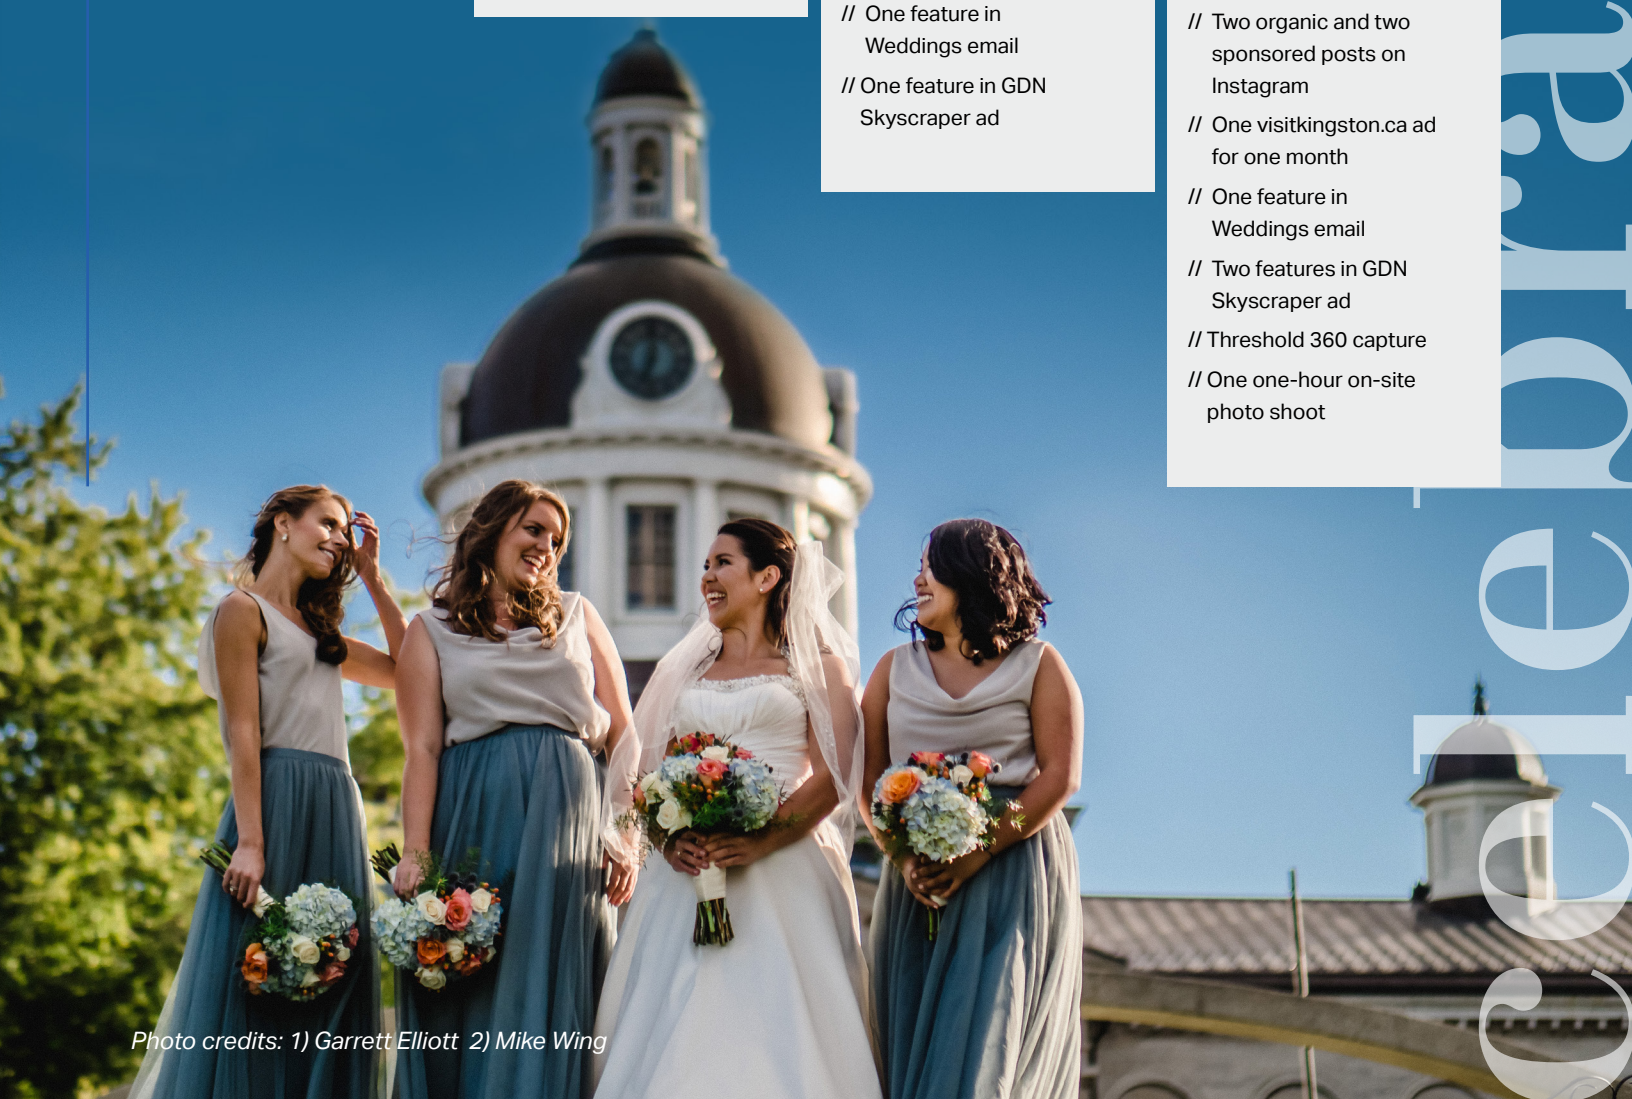 // One feature in
Weddings email
// One feature in GDN
Skyscraper ad
// Two organic and two
sponsored posts on
Instagram
// One visitkingston.ca ad
for one month
// One feature in
Weddings email
// Two features in GDN
Skyscraper ad
// Threshold 360 capture
// One one-hour on-site
photo shoot
celebra
Photo credits: 1) Garrett Elliott 2) Mike Wing